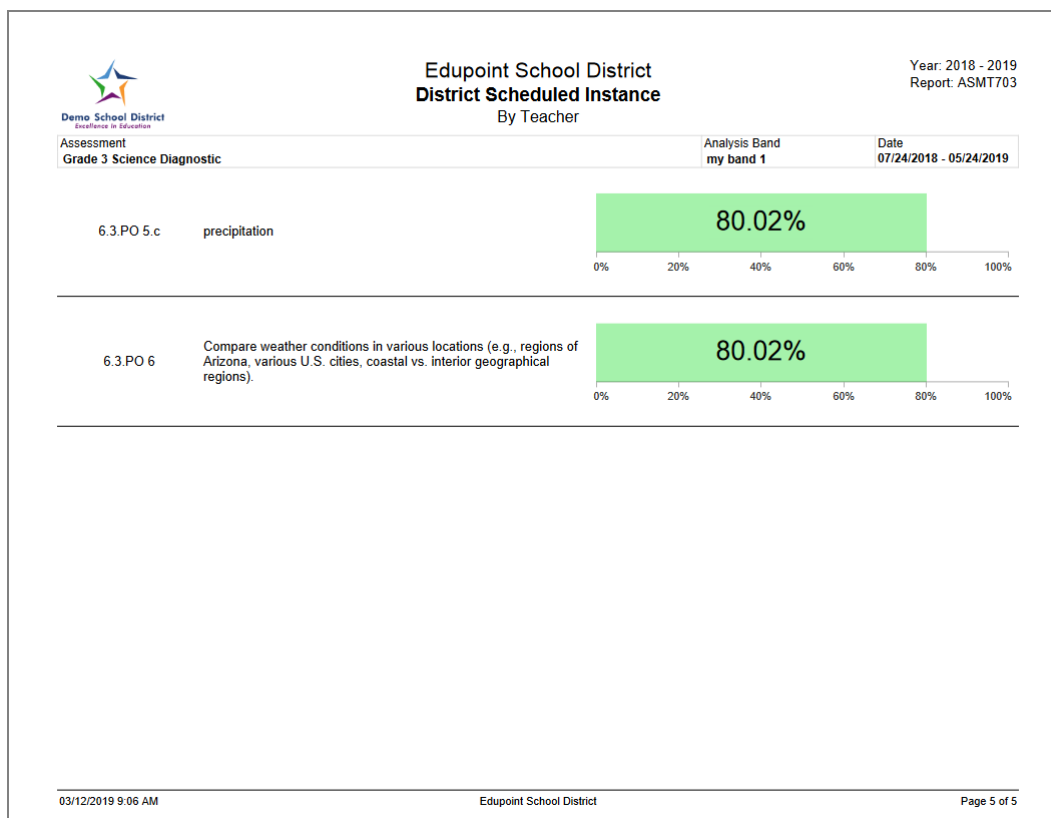 Demo School District
Excellence in Education
Edupoint School District
District Scheduled Instance
By Teacher
Year: 2018 - 2019
Report: ASMT703
Assessment
Grade 3 Science Diagnostic
Analysis Band
my band 1
Date
07/24/2018 - 05/24/2019
6.3.PO 5.c
precipitation
80.02%
0% 20% 40% 60% 80% 100%
6.3.PO 6
Compare weather conditions in various locations (e.g., regions of
Arizona, various U.S. cities, coastal vs. interior geographical
regions).
80.02%
0% 20% 40% 60% 80% 100%
03/12/2019 9:06 AM
Edupoint School District
Page 5 of 5